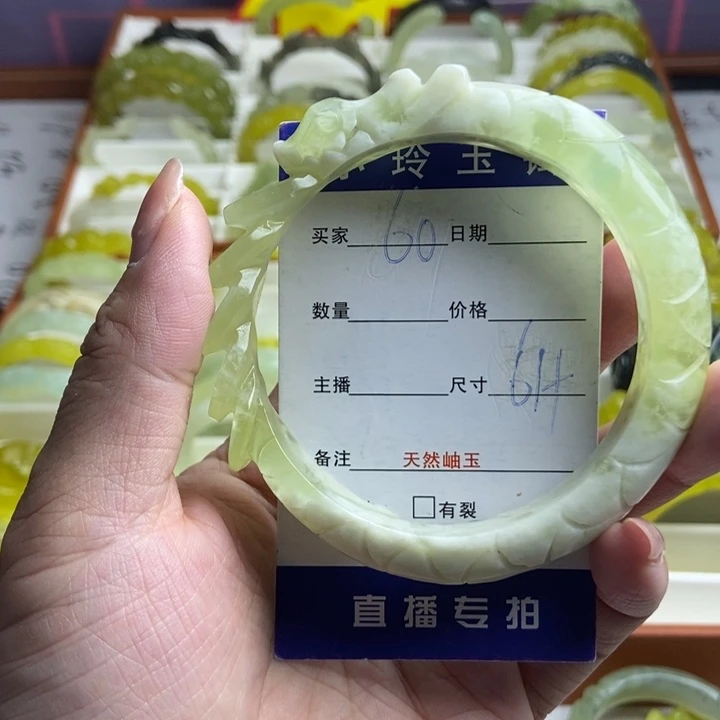 玲玉
买家 60 日期
数量 价格
主播 尺寸 61#
备注 天然岫玉
□有裂
直播专拍